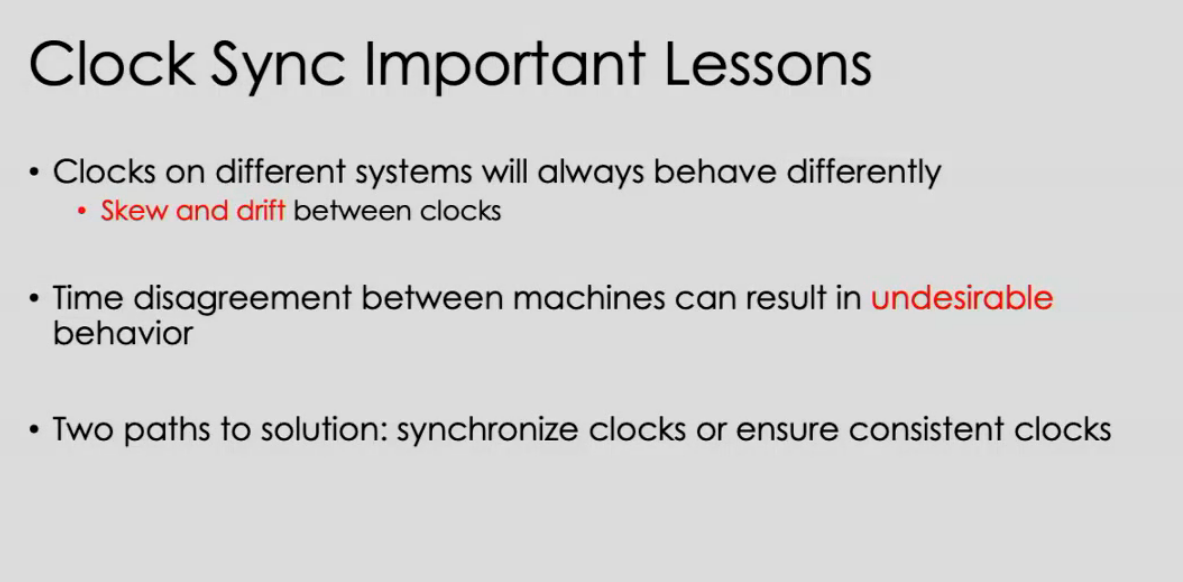 Clock Sync Important Lessons
• Clocks on different systems will always behave differently
• Skew and drift between clocks
• Time disagreement between machines can result in undesirable
behavior
• Two paths to solution: synchronize clocks or ensure consistent clocks